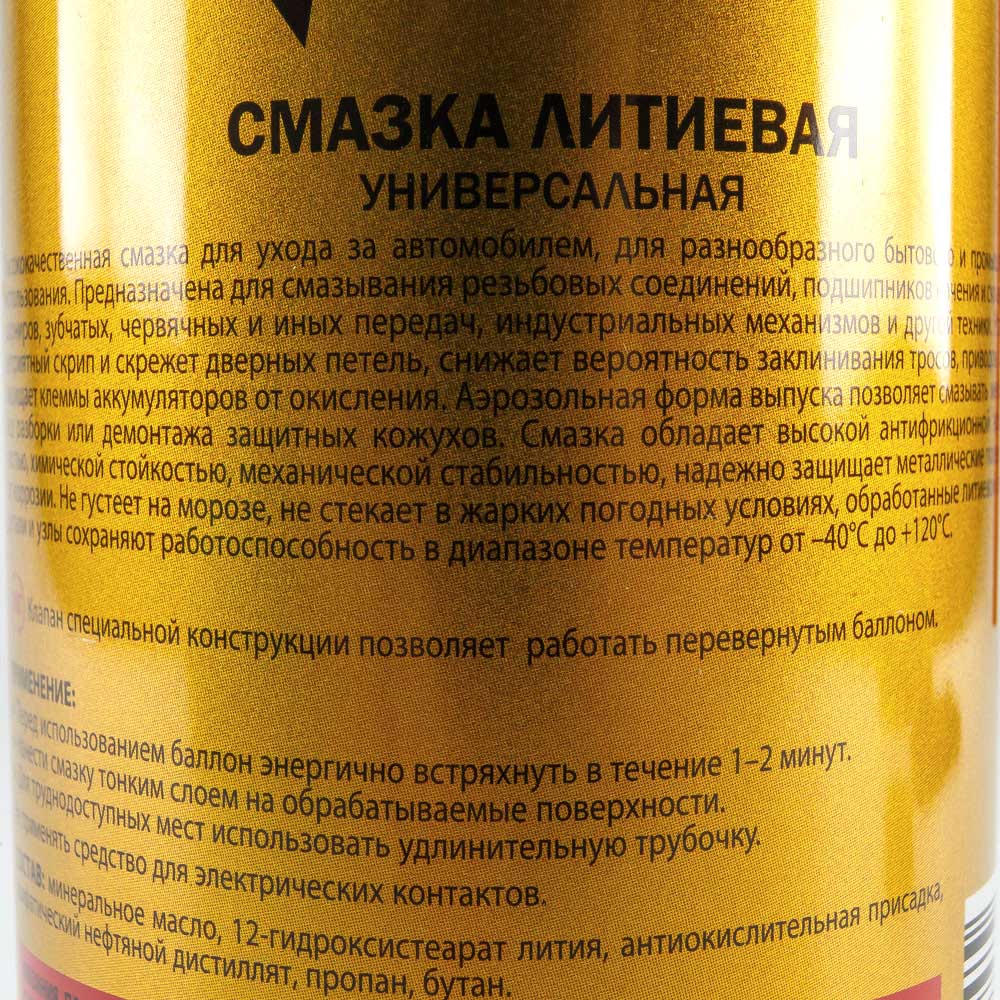 СМАЗКА ЛИТИЕВАЯ
УНИВЕРСАЛЬНАЯ
смазка для ухода за автомобилем, для разнообразного и
Предназначена для смазывания резьбовых соединений, подшипников
зубчатых, червячных и иных передач, индустриальных механизмов и другой техники
скрип и скрежет дверных петель, снижает вероятность заклинивания тросов,
клеммы аккумуляторов от окисления. Аэрозольная форма выпуска позволяет смазывать
разборки или демонтажа защитных кожухов. Смазка обладает высокой
химической стойкостью, механической стабильностью, надежно защищает металлические
коррозии. Не густеет на морозе, не стекает в жарких погодных условиях, обработанные
и узлы сохраняют работоспособность в диапазоне температур от –40°С до +120°С.
Клапан специальной конструкции позволяет работать перевернутым баллоном.
Перед использованием баллон энергично встряхнуть в течение 1–2 минут.
смазку тонким слоем на обрабатываемые поверхности.
труднодоступных мест использовать удлинительную трубочку.
применять средство для электрических контактов.
минеральное масло, 12-гидроксистеарат лития, антиокислительная присадка,
нефтяной дистиллят, пропан, бутан.